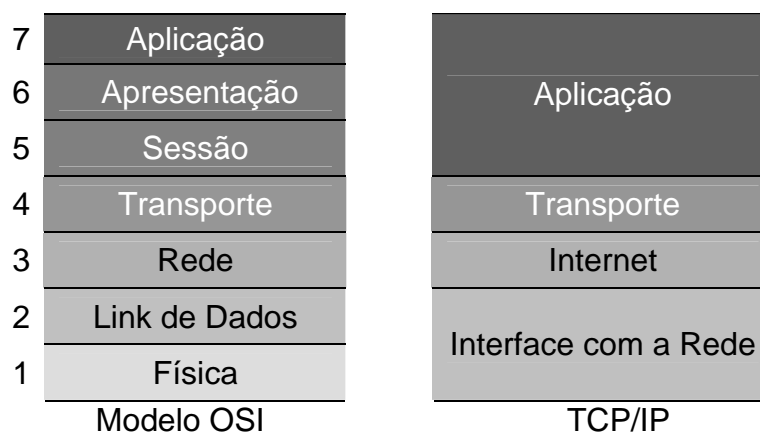 7 Aplicação
6 Apresentação
5 Sessão
4 Transporte
3 Rede
2 Link de Dados
1 Física
Modelo OSI
Aplicação
Transporte
Internet
Interface com a Rede
TCP/IP